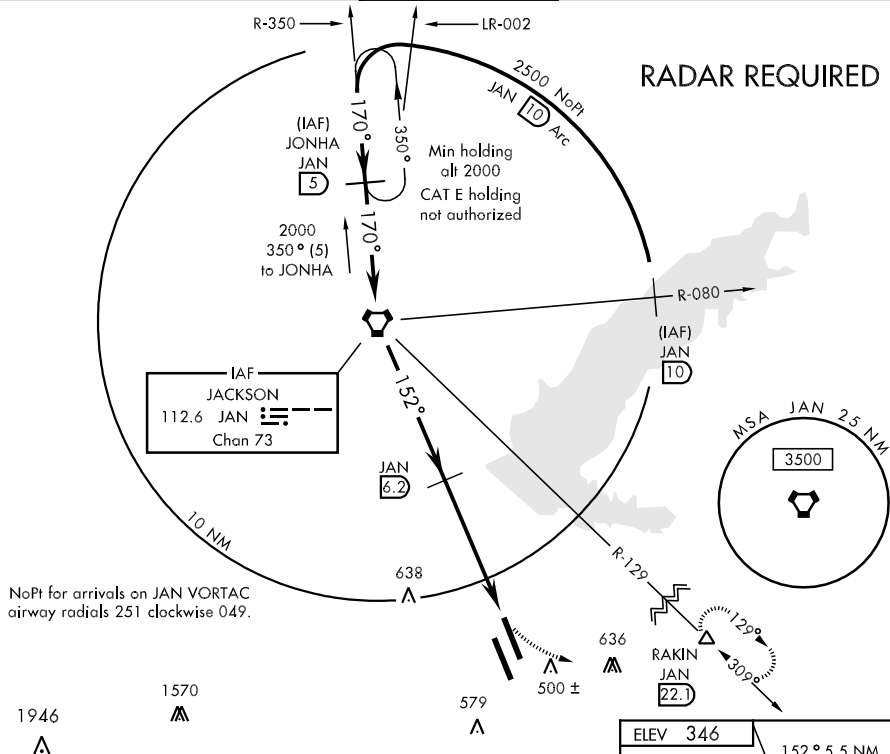 R-350
LR-002
RADAR REQUIRED
2500 NoPt
JAN 10 Arc
(IAF)
JONHA
JAN
5
170°
350°
Min holding
alt 2000
CAT E holding
not authorized
2000
350° (5)
to JONHA
170°
R-080
(IAF)
JAN
10
IAF
JACKSON
112.6 JAN
Chan 73
152°
MSA JAN 25 NM
3500
JAN
6.2
10 NM
R-129
638
NoPt for arrivals on JAN VORTAC
airway radials 251 clockwise 049.
129°
309°
RAKIN
JAN
22.1
636
500 ±
1570
1946
579
ELEV 346
152° 5.5 NM